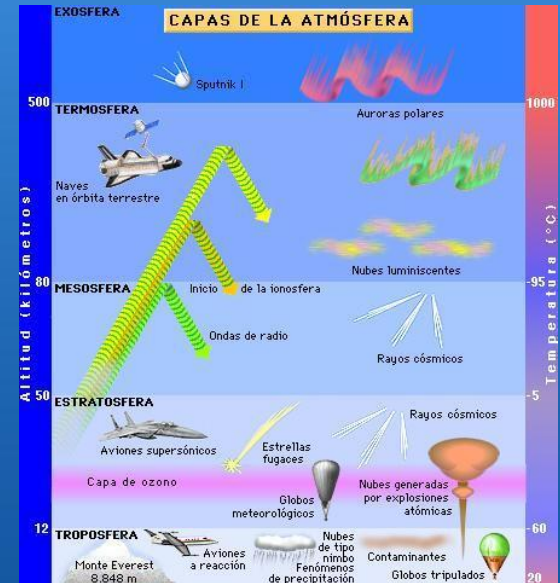 EXOSFERA
CAPAS DE LA ATMÓSFERA
Sputnik I
500
1000
TERMOSFERA
Auroras polares
Naves
en órbita terrestre
Nubes luminiscentes
80
-95
MESOSFERA
Inicio de la ionosfera
Ondas de radio
Rayos cósmicos
Altitud (kilómetros)
Temperatura (°C)
50
-5
ESTRATOSFERA
Rayos cósmicos
Aviones supersónicos
Estrellas
fugaces
Capa de ozono
Globos
meteorológicos
Nubes generadas
por explosiones
atómicas
12
-60
TROPOSFERA
Aviones
a reacción
Nubes
de tipo
nimbo
Fenómenos
de precipitación
Contaminantes
Monte Everest
8.848 m
Globos tripulados
20